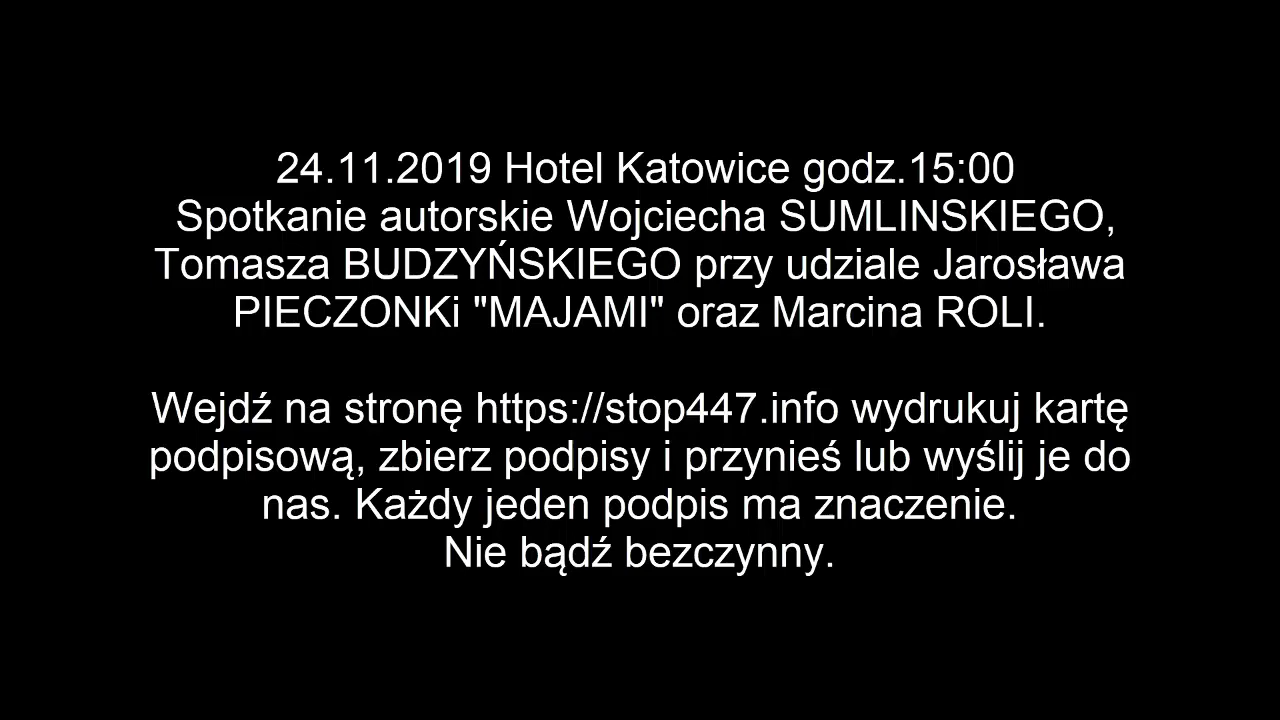 24.11.2019 Hotel Katowice godz.15:00
Spotkanie autorskie Wojciecha SUMLINSKIEGO,
Tomasza BUDZYŃSKIEGO przy udziale Jarosława
PIECZONKi "MAJAMI" oraz Marcina ROLI.
Wejdź na stronę https://stop447.info wydrukuj kartę
podpisową, zbierz podpisy i przynieś lub wyślij je do
nas. Każdy jeden podpis ma znaczenie.
Nie bądź bezczynny.